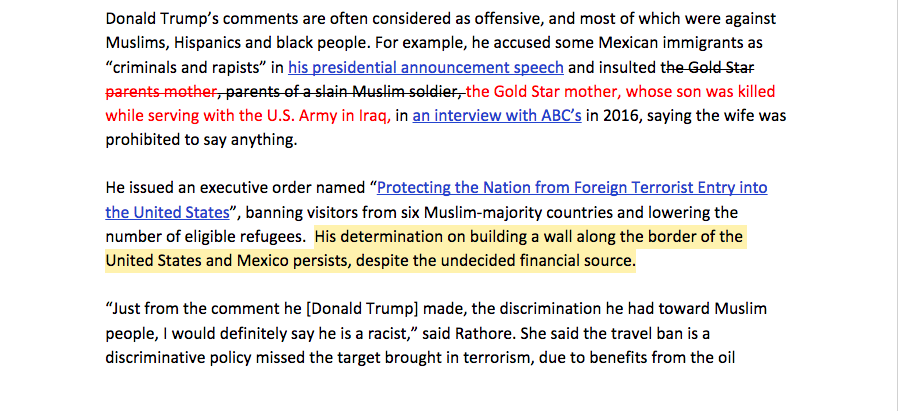 Donald Trump’s comments are often considered as offensive, and most of which were against
Muslims, Hispanics and black people. For example, he accused some Mexican immigrants as
“criminals and rapists” in his presidential announcement speech and insulted the Gold Star
parents mother, parents of a slain Muslim soldier, the Gold Star mother, whose son was killed
while serving with the U.S. Army in Iraq, in an interview with ABC’s in 2016, saying the wife was
prohibited to say anything.
He issued an executive order named “Protecting the Nation from Foreign Terrorist Entry into
the United States”, banning visitors from six Muslim-majority countries and lowering the
number of eligible refugees. His determination on building a wall along the border of the
United States and Mexico persists, despite the undecided financial source.
“Just from the comment he [Donald Trump] made, the discrimination he had toward Muslim
people, I would definitely say he is a racist,” said Rathore. She said the travel ban is a
discriminative policy missed the target brought in terrorism, due to benefits from the oil